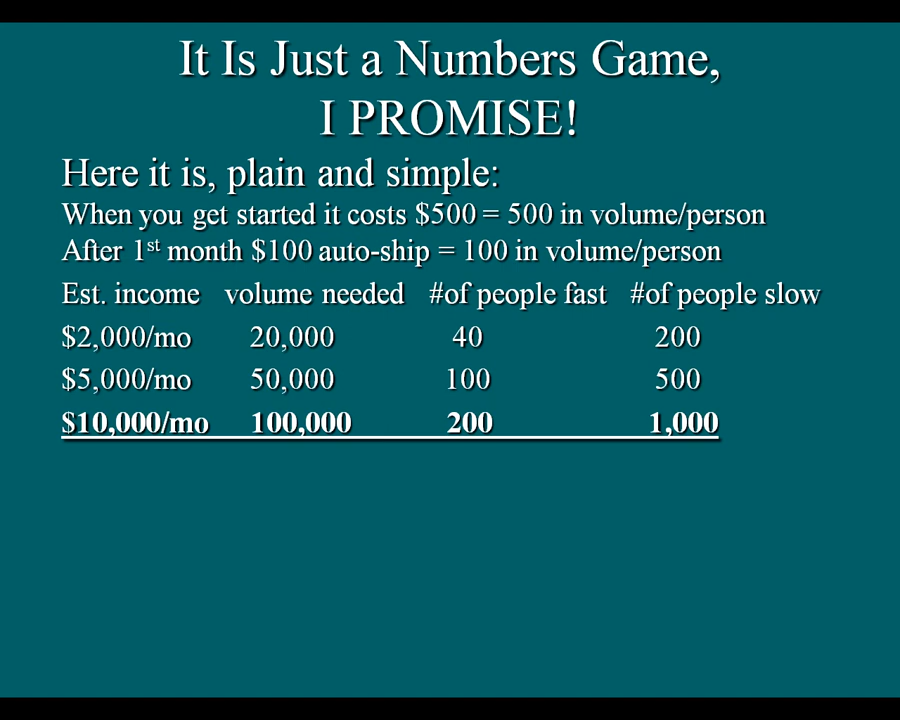 It Is Just a Numbers Game,
I PROMISE!
Here it is, plain and simple:
When you get started it costs $500 = 500 in volume/person
After 1st month $100 auto-ship = 100 in volume/person
Est. income volume needed #of people fast #of people slow
$2,000/mo 20,000 40 200
$5,000/mo 50,000 100 500
$10,000/mo 100,000 200 1,000